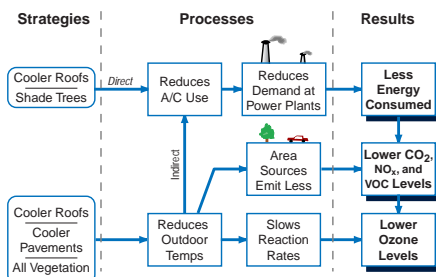 Strategies
Processes
Results
Cooler Roofs
Shade Trees
Direct
Reduces
A/C Use
Reduces
Demand at
Power Plants
Less
Energy
Consumed
Indirect
Area
Sources
Emit Less
Lower CO₂,
NOₓ, and
VOC Levels
Cooler Roofs
Cooler
Pavements
All Vegetation
Reduces
Outdoor
Temps
Slows
Reaction
Rates
Lower
Ozone
Levels